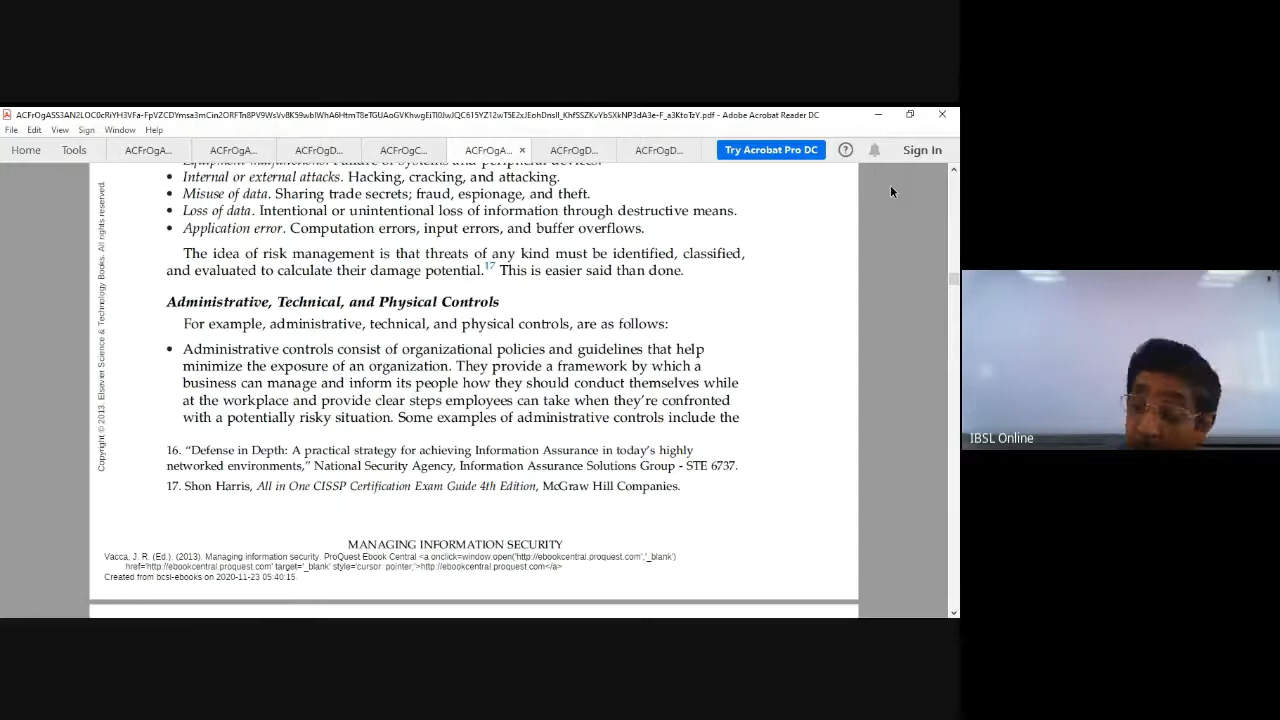 ACFrOgASS3AN2LOC0cRiYH3VFa-FpVZCDYmsa3mCin2ORFTn8PV9WsVv8K59wbIWhA6HtmT8eTGUAoGVKhwgEiTl0JwJQC615YZ12wT5E2xJEohDnsIl_KhfSSZKvYb5XkNP3dA3e-F_a3KtoTzY.pdf - Adobe Acrobat Reader DC
File Edit View Sign Window Help
Home Tools ACFrOgA... ACFrOgA... ACFrOgD... ACFrOgC... ACFrOgA... × ACFrOgD... ACFrOgD... Try Acrobat Pro DC Sign In
Equipment malfunctions. Failure of systems and peripheral devices.
• Internal or external attacks. Hacking, cracking, and attacking.
• Misuse of data. Sharing trade secrets; fraud, espionage, and theft.
• Loss of data. Intentional or unintentional loss of information through destructive means.
• Application error. Computation errors, input errors, and buffer overflows.
The idea of risk management is that threats of any kind must be identified, classified,
and evaluated to calculate their damage potential.17 This is easier said than done.
Administrative, Technical, and Physical Controls
For example, administrative, technical, and physical controls, are as follows:
• Administrative controls consist of organizational policies and guidelines that help
minimize the exposure of an organization. They provide a framework by which a
business can manage and inform its people how they should conduct themselves while
at the workplace and provide clear steps employees can take when they're confronted
with a potentially risky situation. Some examples of administrative controls include the
16. "Defense in Depth: A practical strategy for achieving Information Assurance in today's highly
networked environments," National Security Agency, Information Assurance Solutions Group - STE 6737.
17. Shon Harris, All in One CISSP Certification Exam Guide 4th Edition, McGraw Hill Companies.
MANAGING INFORMATION SECURITY
Vacca, J. R. (Ed.). (2013). Managing information security. ProQuest Ebook Central <a onclick=window.open('http://ebookcentral.proquest.com','_blank')
href='http://ebookcentral.proquest.com' target='_blank' style='cursor: pointer;'>http://ebookcentral.proquest.com</a>
Created from bcsl-ebooks on 2020-11-23 05:40:15.
Copyright © 2013. Elsevier Science & Technology Books. All rights reserved.
IBSL Online